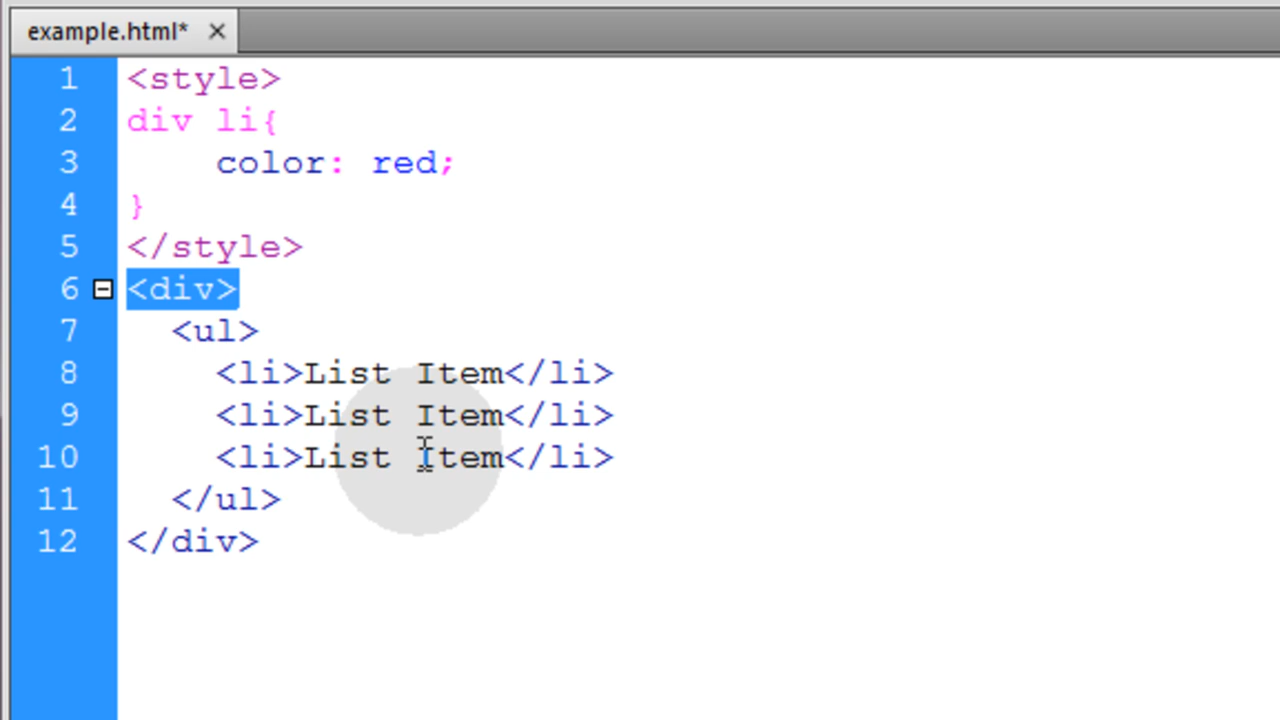 example.html*
1 <style>
2 div li{
3     color: red;
4 }
5 </style>
6 <div>
7   <ul>
8     <li>List Item</li>
9     <li>List Item</li>
10     <li>List Item</li>
11   </ul>
12 </div>